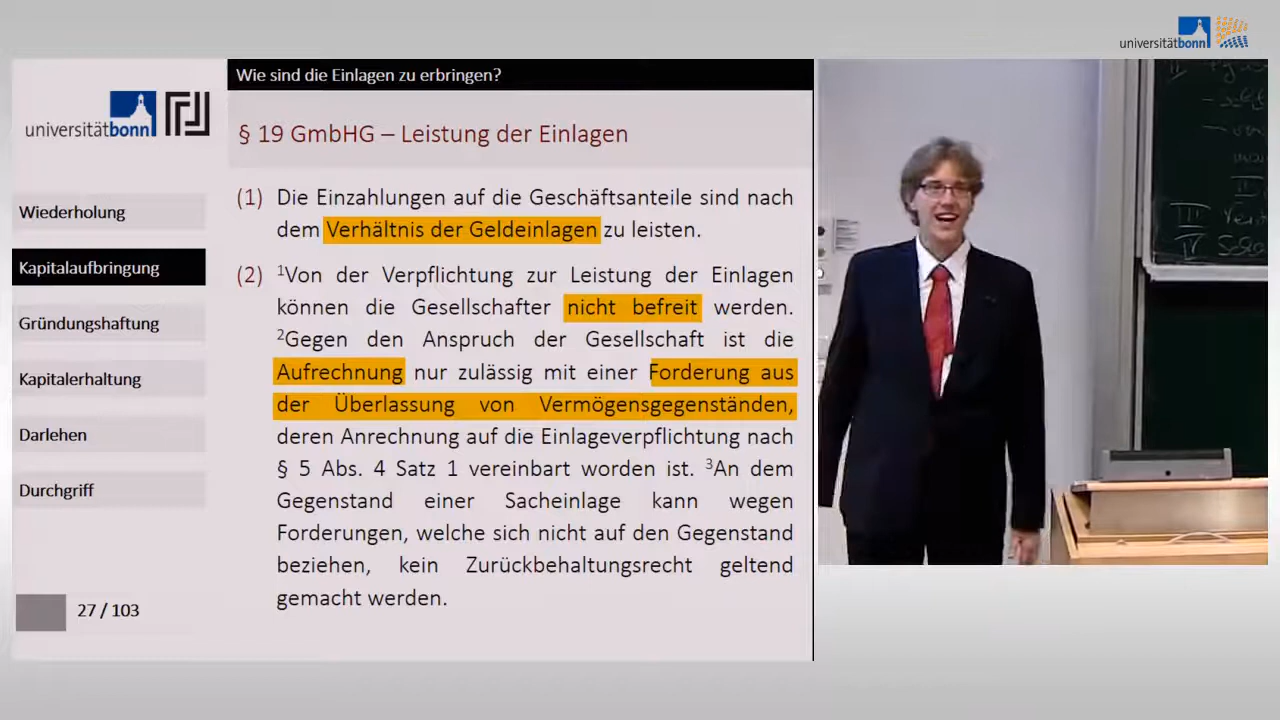 universitätbonn
Wie sind die Einlagen zu erbringen?
universitätbonn
§ 19 GmbHG – Leistung der Einlagen
Wiederholung
Kapitalaufbringung
Gründungshaftung
Kapitalerhaltung
Darlehen
Durchgriff
27 / 103
(1) Die Einzahlungen auf die Geschäftsanteile sind nach
dem Verhältnis der Geldeinlagen zu leisten.
(2) ¹Von der Verpflichtung zur Leistung der Einlagen
können die Gesellschafter nicht befreit werden.
²Gegen den Anspruch der Gesellschaft ist die
Aufrechnung nur zulässig mit einer Forderung aus
der Überlassung von Vermögensgegenständen,
deren Anrechnung auf die Einlageverpflichtung nach
§ 5 Abs. 4 Satz 1 vereinbart worden ist. ³An dem
Gegenstand einer Sacheinlage kann wegen
Forderungen, welche sich nicht auf den Gegenstand
beziehen, kein Zurückbehaltungsrecht geltend
gemacht werden.
II
III
IV